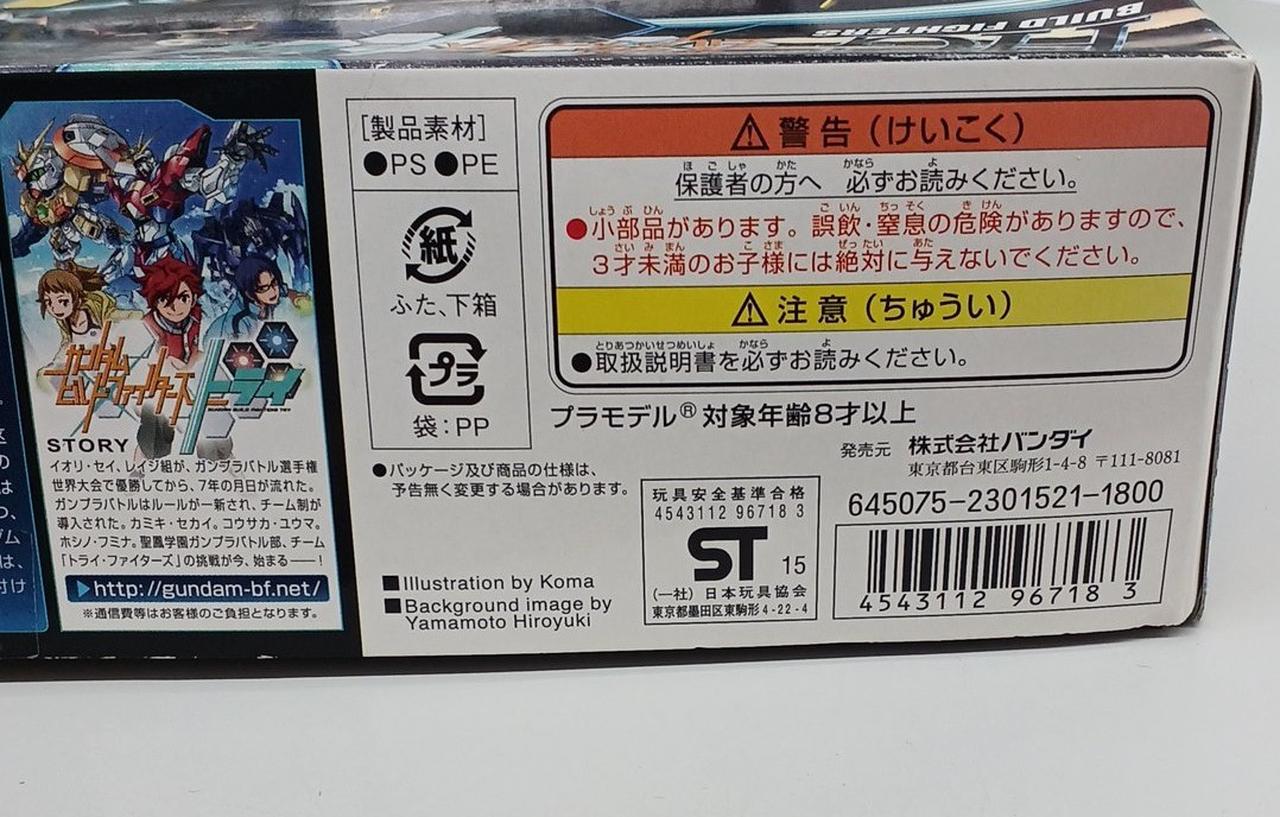 BUILD FIGHTERS
ガンダム
ビルドファイターズ
トライ
GUNDAM BUILD FIGHTERS TRY
STORY
イオリ・セイ、レイジ組が、ガンプラバトル選手権
世界大会で優勝してから、7年の月日が流れた。
ガンプラバトルはルールが一新され、チーム制が
導入された。カミキ・セカイ。コウサカ・ユウマ。
ホシノ・フミナ。聖鳳学園ガンプラバトル部、チーム
「トライ・ファイターズ」の挑戦が今、始まる――!
▶http://gundam-bf.net/
※通信費等はお客様のご負担となります。
[製品素材]
●PS ●PE
紙
ふた、下箱
プラ
袋:PP
●パッケージ及び商品の仕様は、
予告無く変更する場合があります。
■Illustration by Koma
■Background image by
Yamamoto Hiroyuki
⚠警告(けいこく)
保護者の方へ 必ずお読みください。
●小部品があります。誤飲・窒息の危険がありますので、
3才未満のお子様には絶対に与えないでください。
⚠注意(ちゅうい)
●取扱説明書を必ずお読みください。
プラモデル®対象年齢8才以上
発売元 株式会社バンダイ
東京都台東区駒形1-4-8 〒111-8081
玩具安全基準合格
4543112 96718 3
ST 15
(一社)日本玩具協会
東京都墨田区東駒形4-22-4
645075-2301521-1800
4543112 96718 3